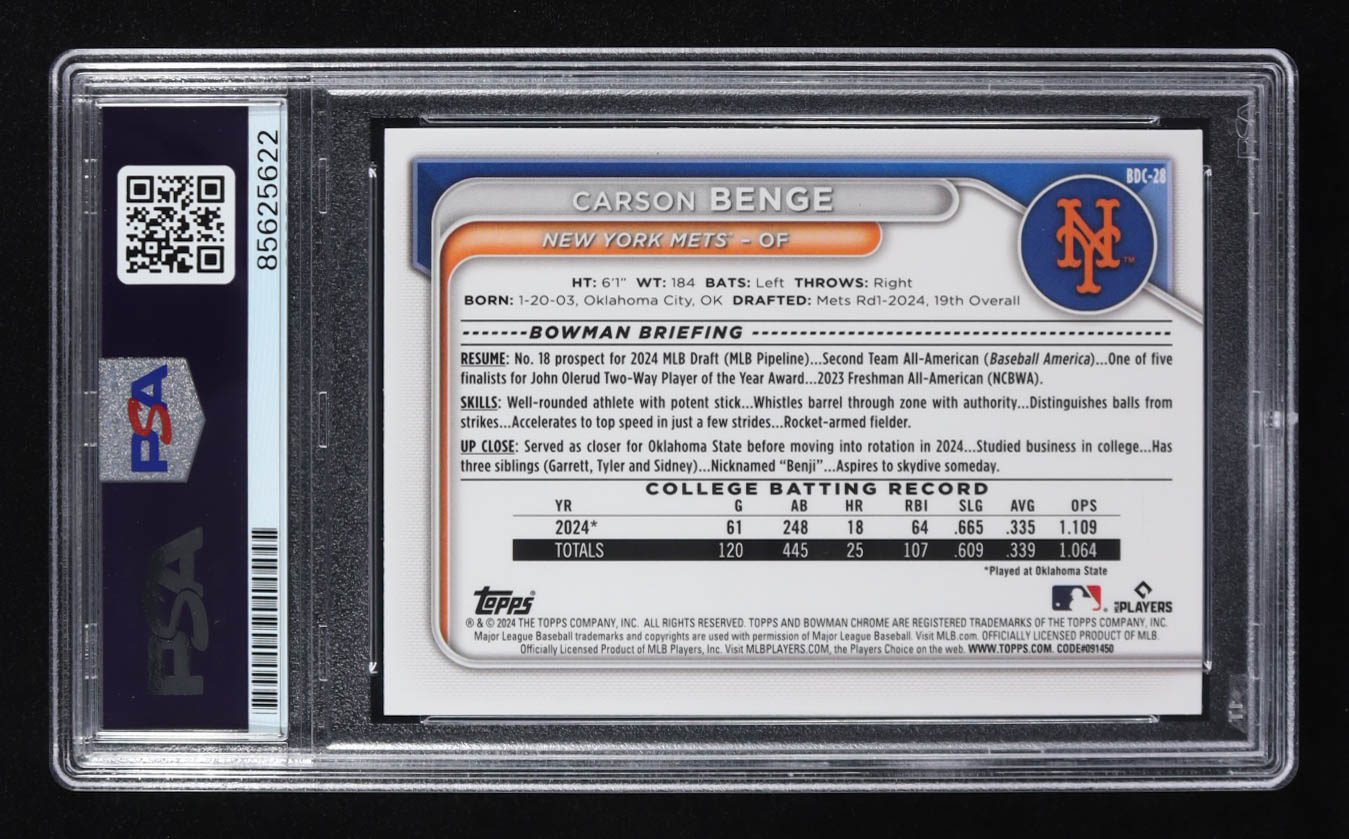 85625622
PSA
PSA
BDC-28
CARSON BENGE
NEW YORK METS® - OF
NY™
HT: 6'1" WT: 184 BATS: Left THROWS: Right
BORN: 1-20-03, Oklahoma City, OK DRAFTED: Mets Rd1-2024, 19th Overall
BOWMAN BRIEFING
RESUME: No. 18 prospect for 2024 MLB Draft (MLB Pipeline)...Second Team All-American (Baseball America)...One of five
finalists for John Olerud Two-Way Player of the Year Award...2023 Freshman All-American (NCBWA).
SKILLS: Well-rounded athlete with potent stick...Whistles barrel through zone with authority...Distinguishes balls from
strikes...Accelerates to top speed in just a few strides...Rocket-armed fielder.
UP CLOSE: Served as closer for Oklahoma State before moving into rotation in 2024...Studied business in college...Has
three siblings (Garrett, Tyler and Sidney)...Nicknamed “Benji”...Aspires to skydive someday.
COLLEGE BATTING RECORD
YR G AB HR RBI SLG AVG OPS
2024* 61 248 18 64 .665 .335 1.109
TOTALS 120 445 25 107 .609 .339 1.064
*Played at Oklahoma State
TOPPS®
MLB PLAYERS
® & © 2024 THE TOPPS COMPANY, INC. ALL RIGHTS RESERVED. TOPPS AND BOWMAN CHROME ARE REGISTERED TRADEMARKS OF THE TOPPS COMPANY, INC.
Major League Baseball trademarks and copyrights are used with permission of Major League Baseball. Visit MLB.com. OFFICIALLY LICENSED PRODUCT OF MLB.
Officially Licensed Product of MLB Players, Inc. Visit MLBPLAYERS.COM, the Players Choice on the web. WWW.TOPPS.COM. CODE#091450